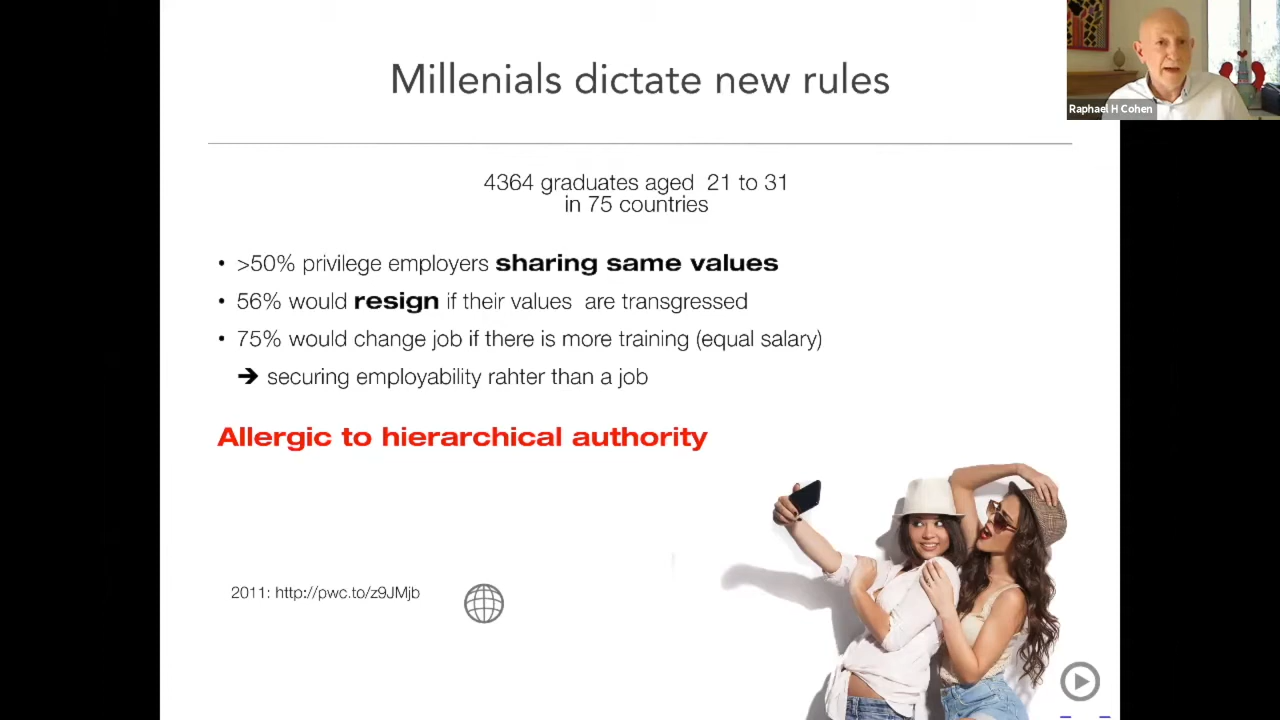 Millenials dictate new rules
Raphael H Cohen
4364 graduates aged 21 to 31
in 75 countries
• >50% privilege employers sharing same values
• 56% would resign if their values are transgressed
• 75% would change job if there is more training (equal salary)
➔ securing employability rahter than a job
Allergic to hierarchical authority
2011: http://pwc.to/z9JMjb